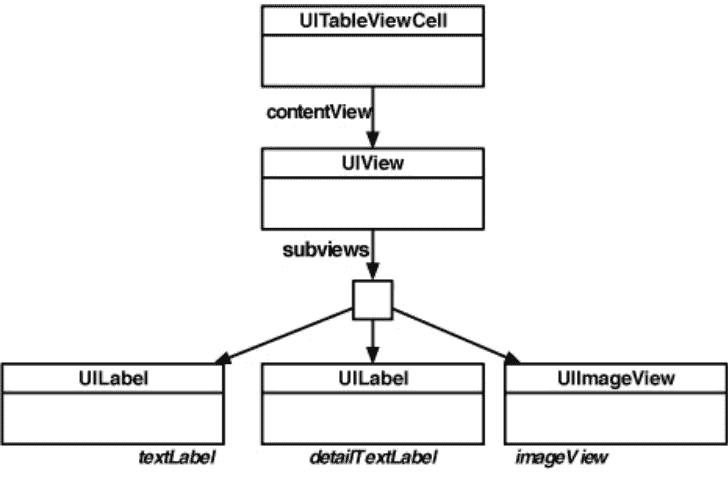 UITableViewCell
contentView
UIView
subviews
UILabel UILabel UIImageView
textLabel detailTextLabel imageView